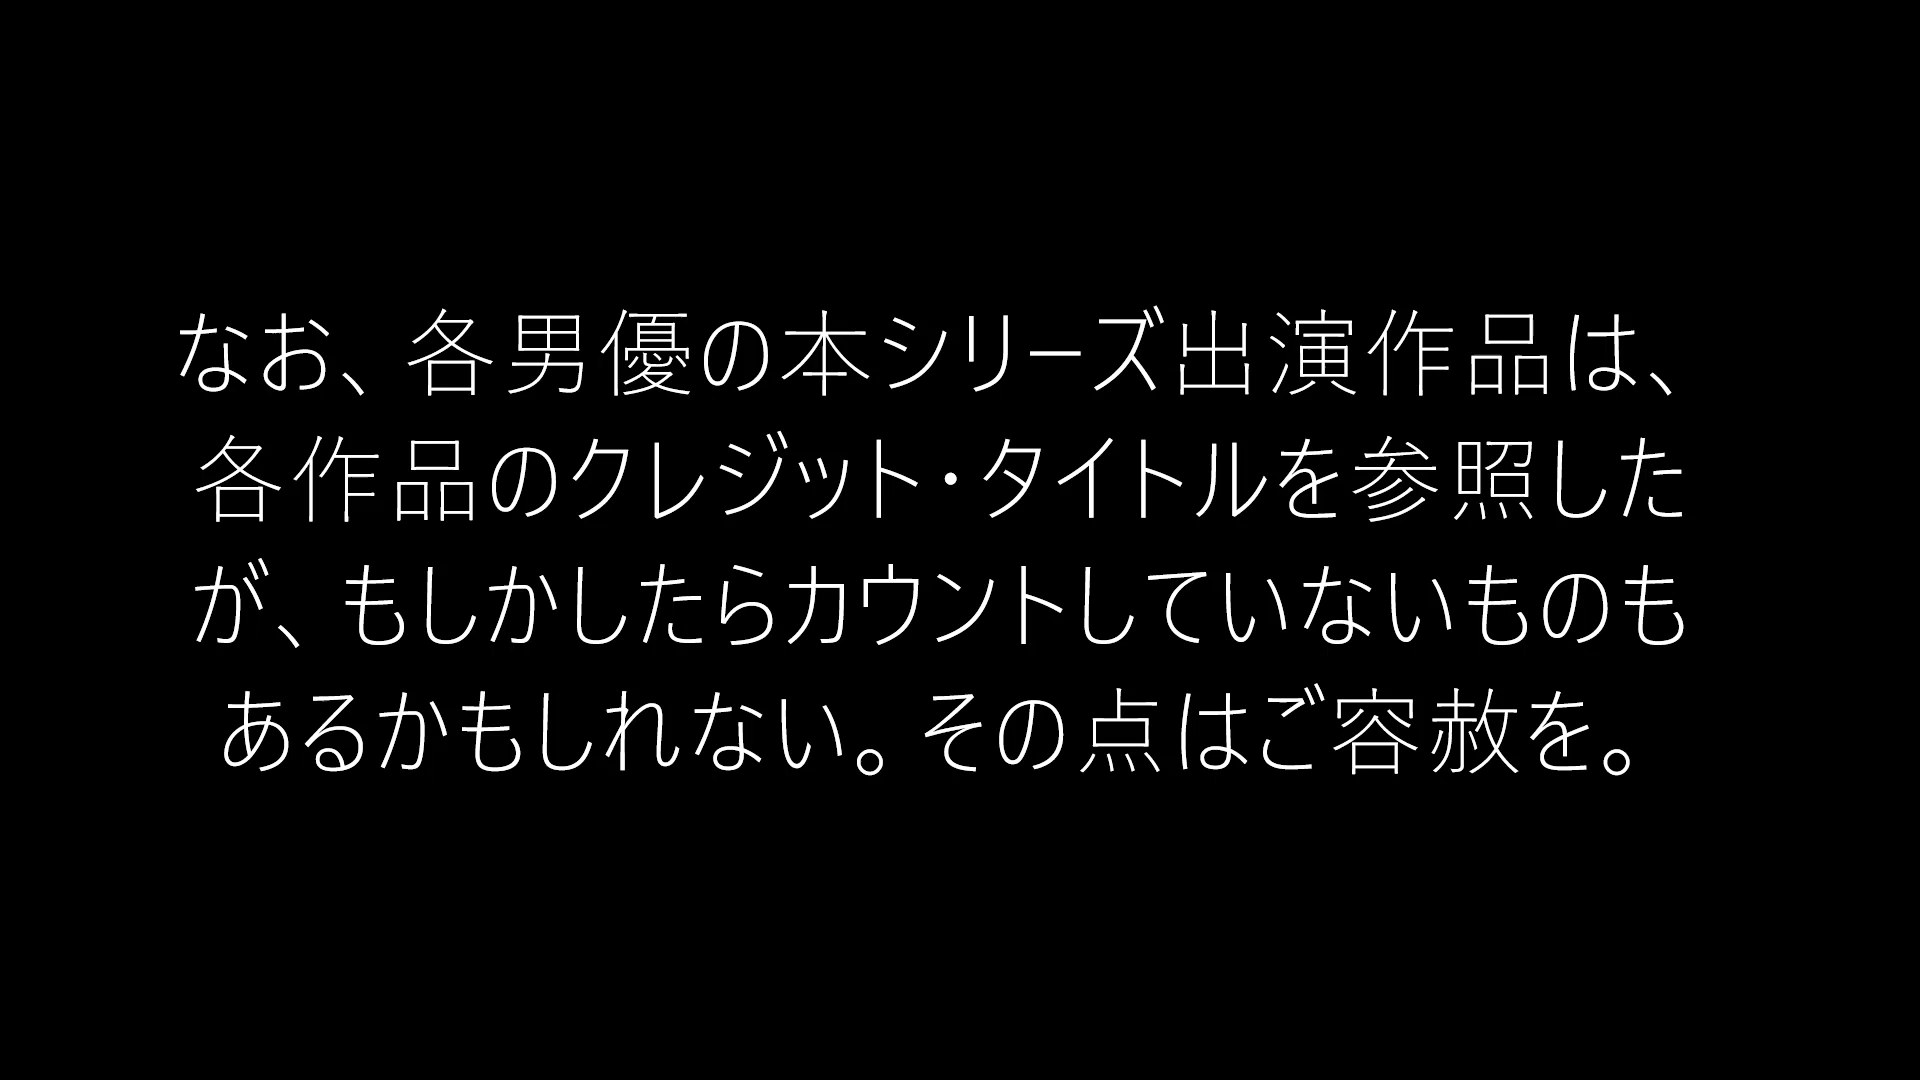 なお、各男優の本シリーズ出演作品は、
各作品のクレジット・タイトルを参照した
が、もしかしたらカウントしていないものも
あるかもしれない。その点はご容赦を。